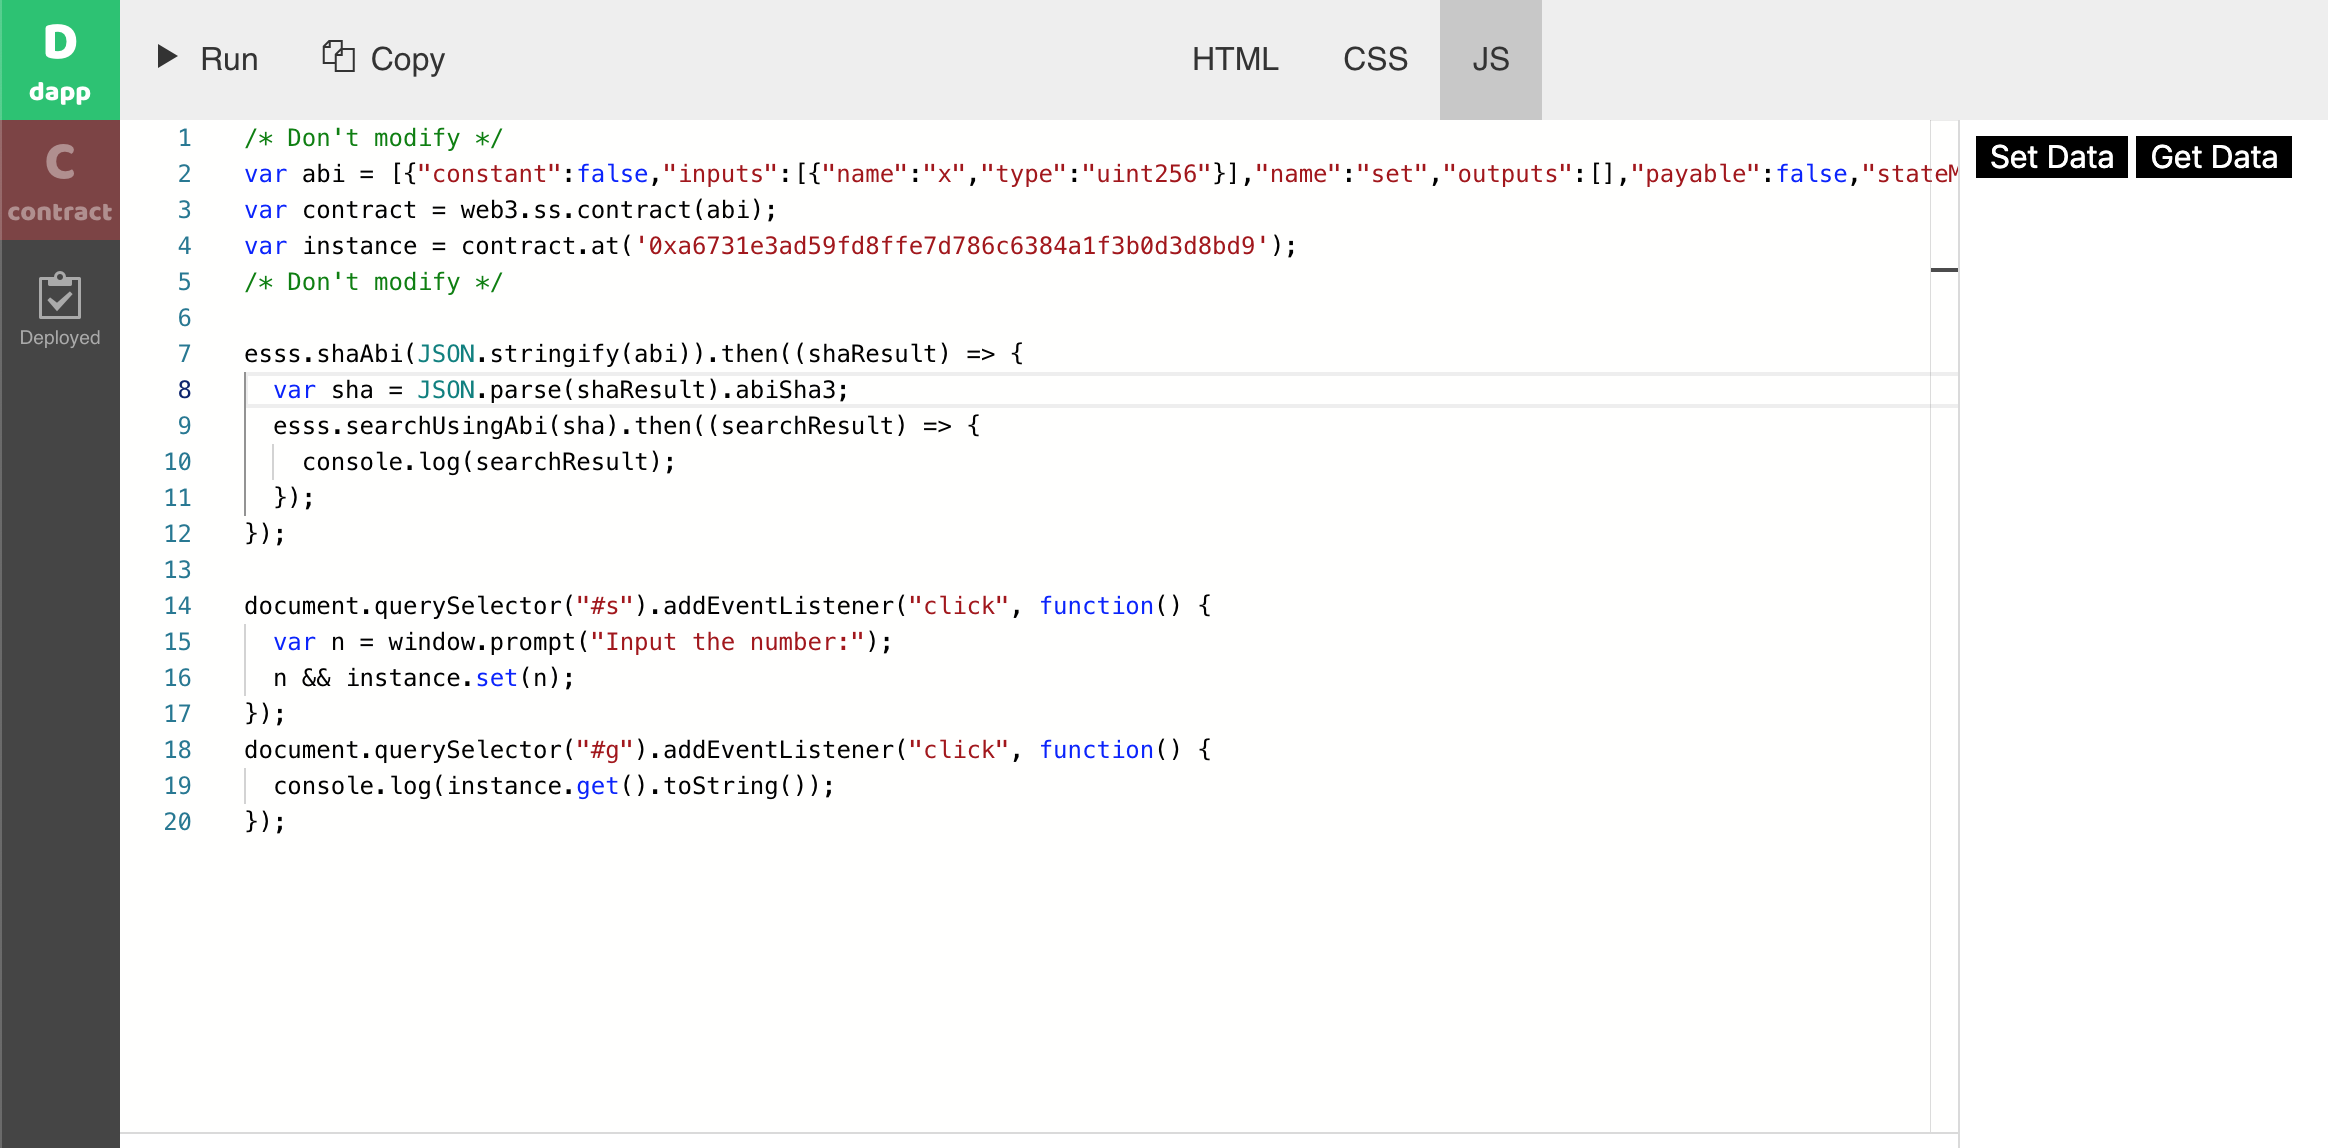 D
dapp
C
contract
Deployed
Run Copy HTML CSS JS
1 /* Don't modify */
2 var abi = [{"constant":false,"inputs":[{"name":"x","type":"uint256"}],"name":"set","outputs":[],"payable":false,"stateM
3 var contract = web3.ss.contract(abi);
4 var instance = contract.at('0xa6731e3ad59fd8ffe7d786c6384a1f3b0d3d8bd9');
5 /* Don't modify */
6
7 esss.shaAbi(JSON.stringify(abi)).then((shaResult) => {
8   var sha = JSON.parse(shaResult).abiSha3;
9   esss.searchUsingAbi(sha).then((searchResult) => {
10     console.log(searchResult);
11   });
12 });
13
14 document.querySelector("#s").addEventListener("click", function() {
15   var n = window.prompt("Input the number:");
16   n && instance.set(n);
17 });
18 document.querySelector("#g").addEventListener("click", function() {
19   console.log(instance.get().toString());
20 });
Set Data Get Data